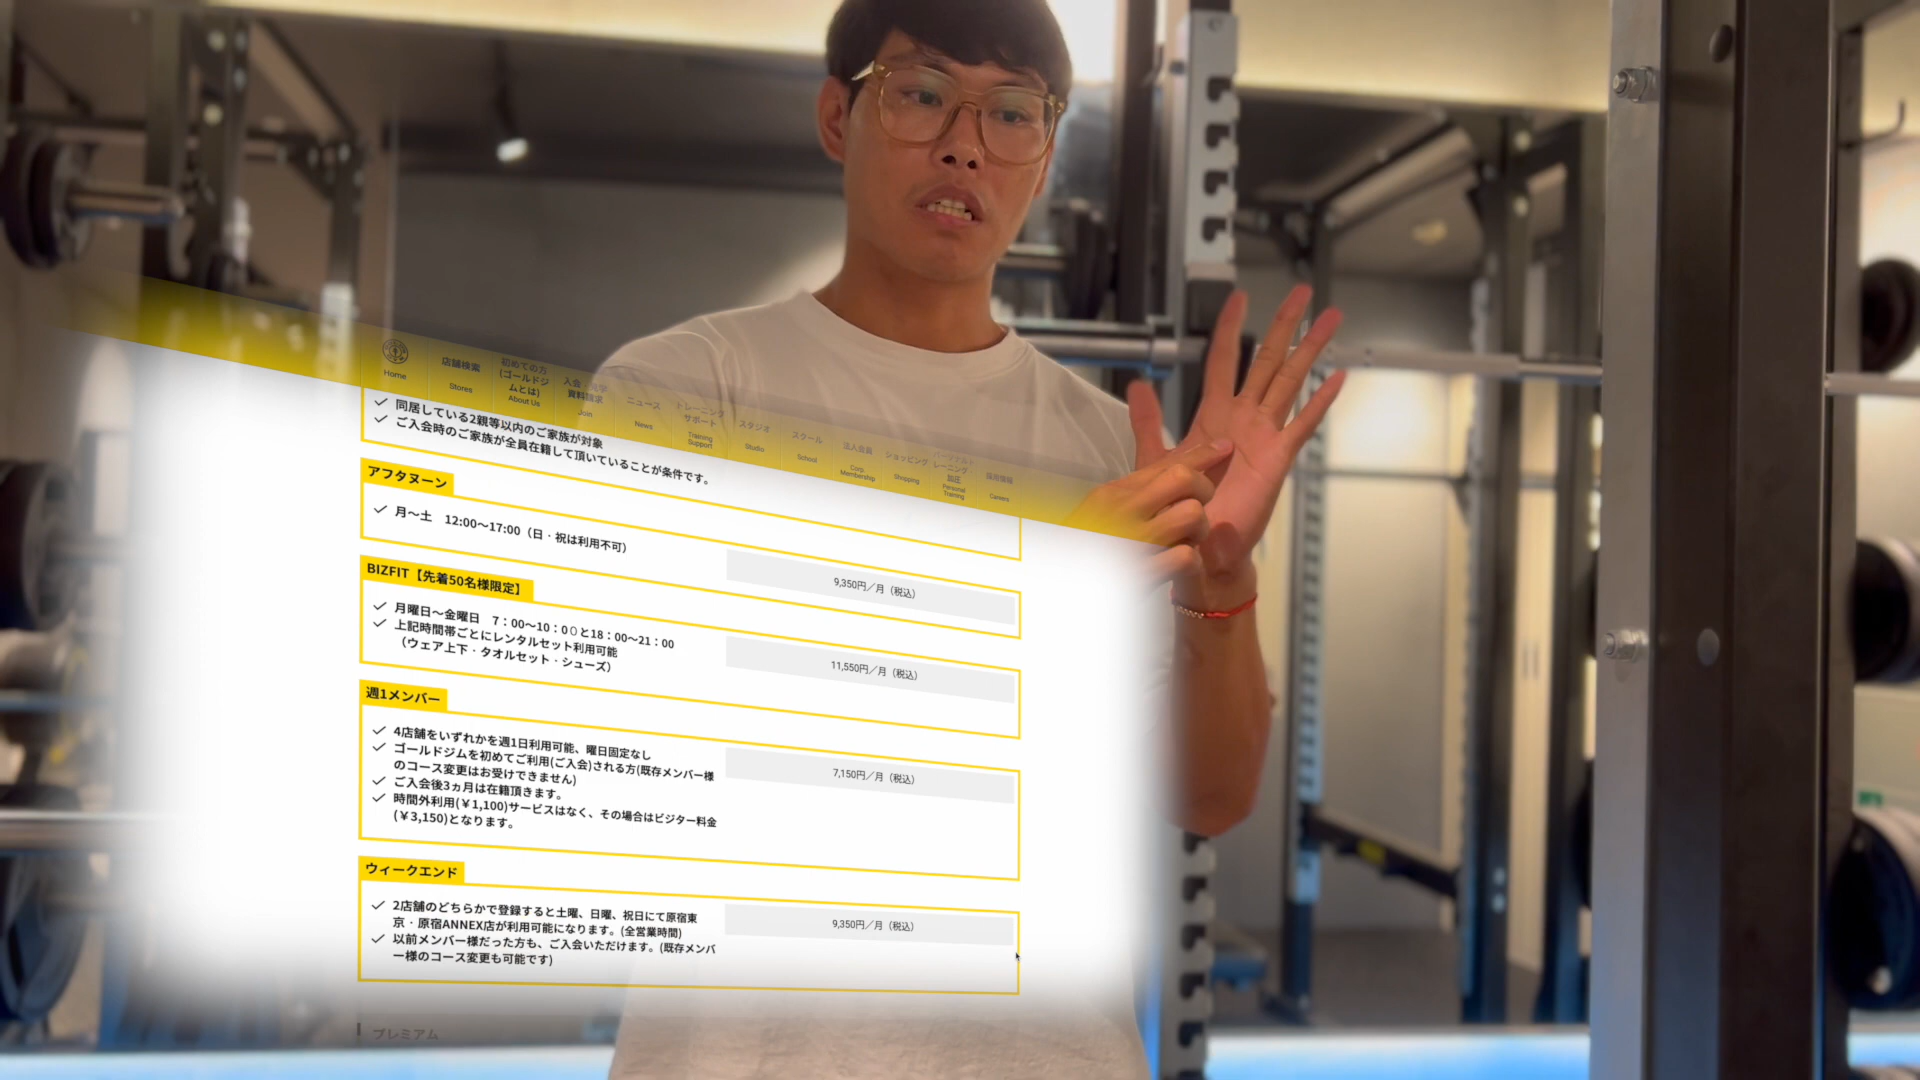 Home
店舗検索
Stores
初めての方
(ゴールドジ
ムとは)
About Us
入会・見学
資料請求
Join
ニュース
News
トレーニング
サポート
Training
Support
スタジオ
Studio
スクール
School
法人会員
Corp.
Membership
ショッピング
Shopping
パーソナルト
レーニング
加圧
Personal
Training
採用情報
Careers
同居している2親等以内のご家族が対象
ご入会時のご家族が全員在籍して頂いていることが条件です。
アフタヌーン
月〜土 12:00〜17:00（日・祝は利用不可）
9,350円／月（税込）
BIZFIT【先着50名様限定】
月曜日〜金曜日 7：00〜10：0０と18：00〜21：00
上記時間帯ごとにレンタルセット利用可能
（ウェア上下・タオルセット・シューズ）
11,550円／月（税込）
週1メンバー
4店舗をいずれかを週1日利用可能、曜日固定なし
ゴールドジムを初めてご利用(ご入会)される方(既存メンバー様
のコース変更はお受けできません)
ご入会後3ヵ月は在籍頂きます。
時間外利用(￥1,100)サービスはなく、その場合はビジター料金
(￥3,150)となります。
7,150円／月（税込）
ウィークエンド
2店舗のどちらかで登録すると土曜、日曜、祝日にて原宿東
京・原宿ANNEX店が利用可能になります。(全営業時間)
以前メンバー様だった方も、ご入会いただけます。(既存メンバ
ー様のコース変更も可能です)
9,350円／月（税込）
プレミアム